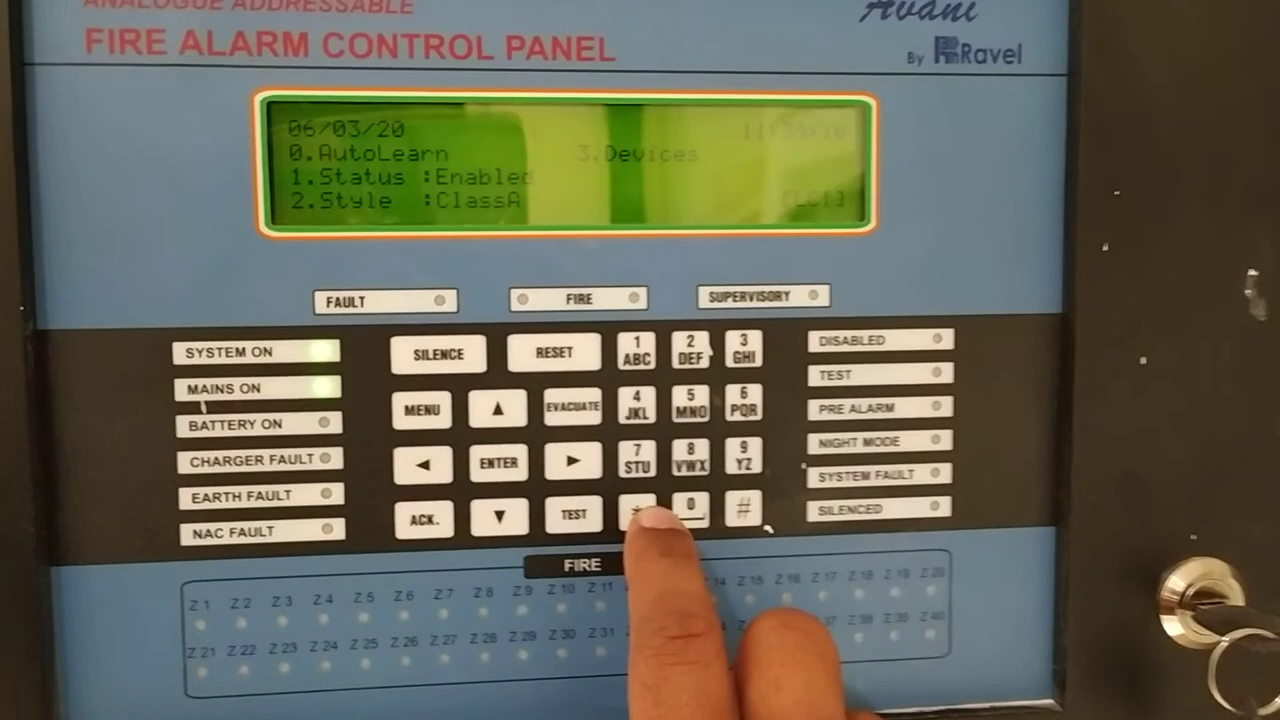 ANALOGUE ADDRESSABLE
FIRE ALARM CONTROL PANEL
Avani
By Ravel
06/03/20
0.AutoLearn 3.Devices
1.Status :Enabled
2.Style :ClassA
FAULT
FIRE
SUPERVISORY
SYSTEM ON
MAINS ON
BATTERY ON
CHARGER FAULT
EARTH FAULT
NAC FAULT
SILENCE
RESET
1
ABC
2
DEF
3
GHI
MENU
▲
EVACUATE
4
JKL
5
MNO
6
PQR
◄
ENTER
►
7
STU
8
VWX
9
YZ
ACK.
▼
TEST
*
0
#
DISABLED
TEST
PRE ALARM
NIGHT MODE
SYSTEM FAULT
SILENCED
FIRE
Z 1 Z 2 Z 3 Z 4 Z 5 Z 6 Z 7 Z 8 Z 9 Z 10 Z 11 14 Z 15 Z 16 Z 17 Z 18 Z 19 Z 20
Z 21 Z 22 Z 23 Z 24 Z 25 Z 26 Z 27 Z 28 Z 29 Z 30 Z 31 37 Z 38 Z 39 Z 40